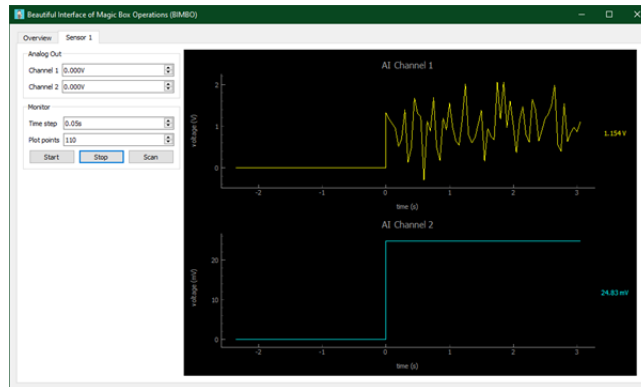 Beautiful Interface of Magic Box Operations (BIMBO)
Overview
Sensor 1
Analog Out
Channel 1 0.000V
Channel 2 0.000V
Monitor
Time step 0.05s
Plot points 110
Start Stop Scan
AI Channel 1
voltage (V)
2
0
1.154 V
-2 -1 0 1 2 3
time (s)
AI Channel 2
voltage (mV)
20
10
0
24.83 mV
-2 -1 0 1 2 3
time (s)